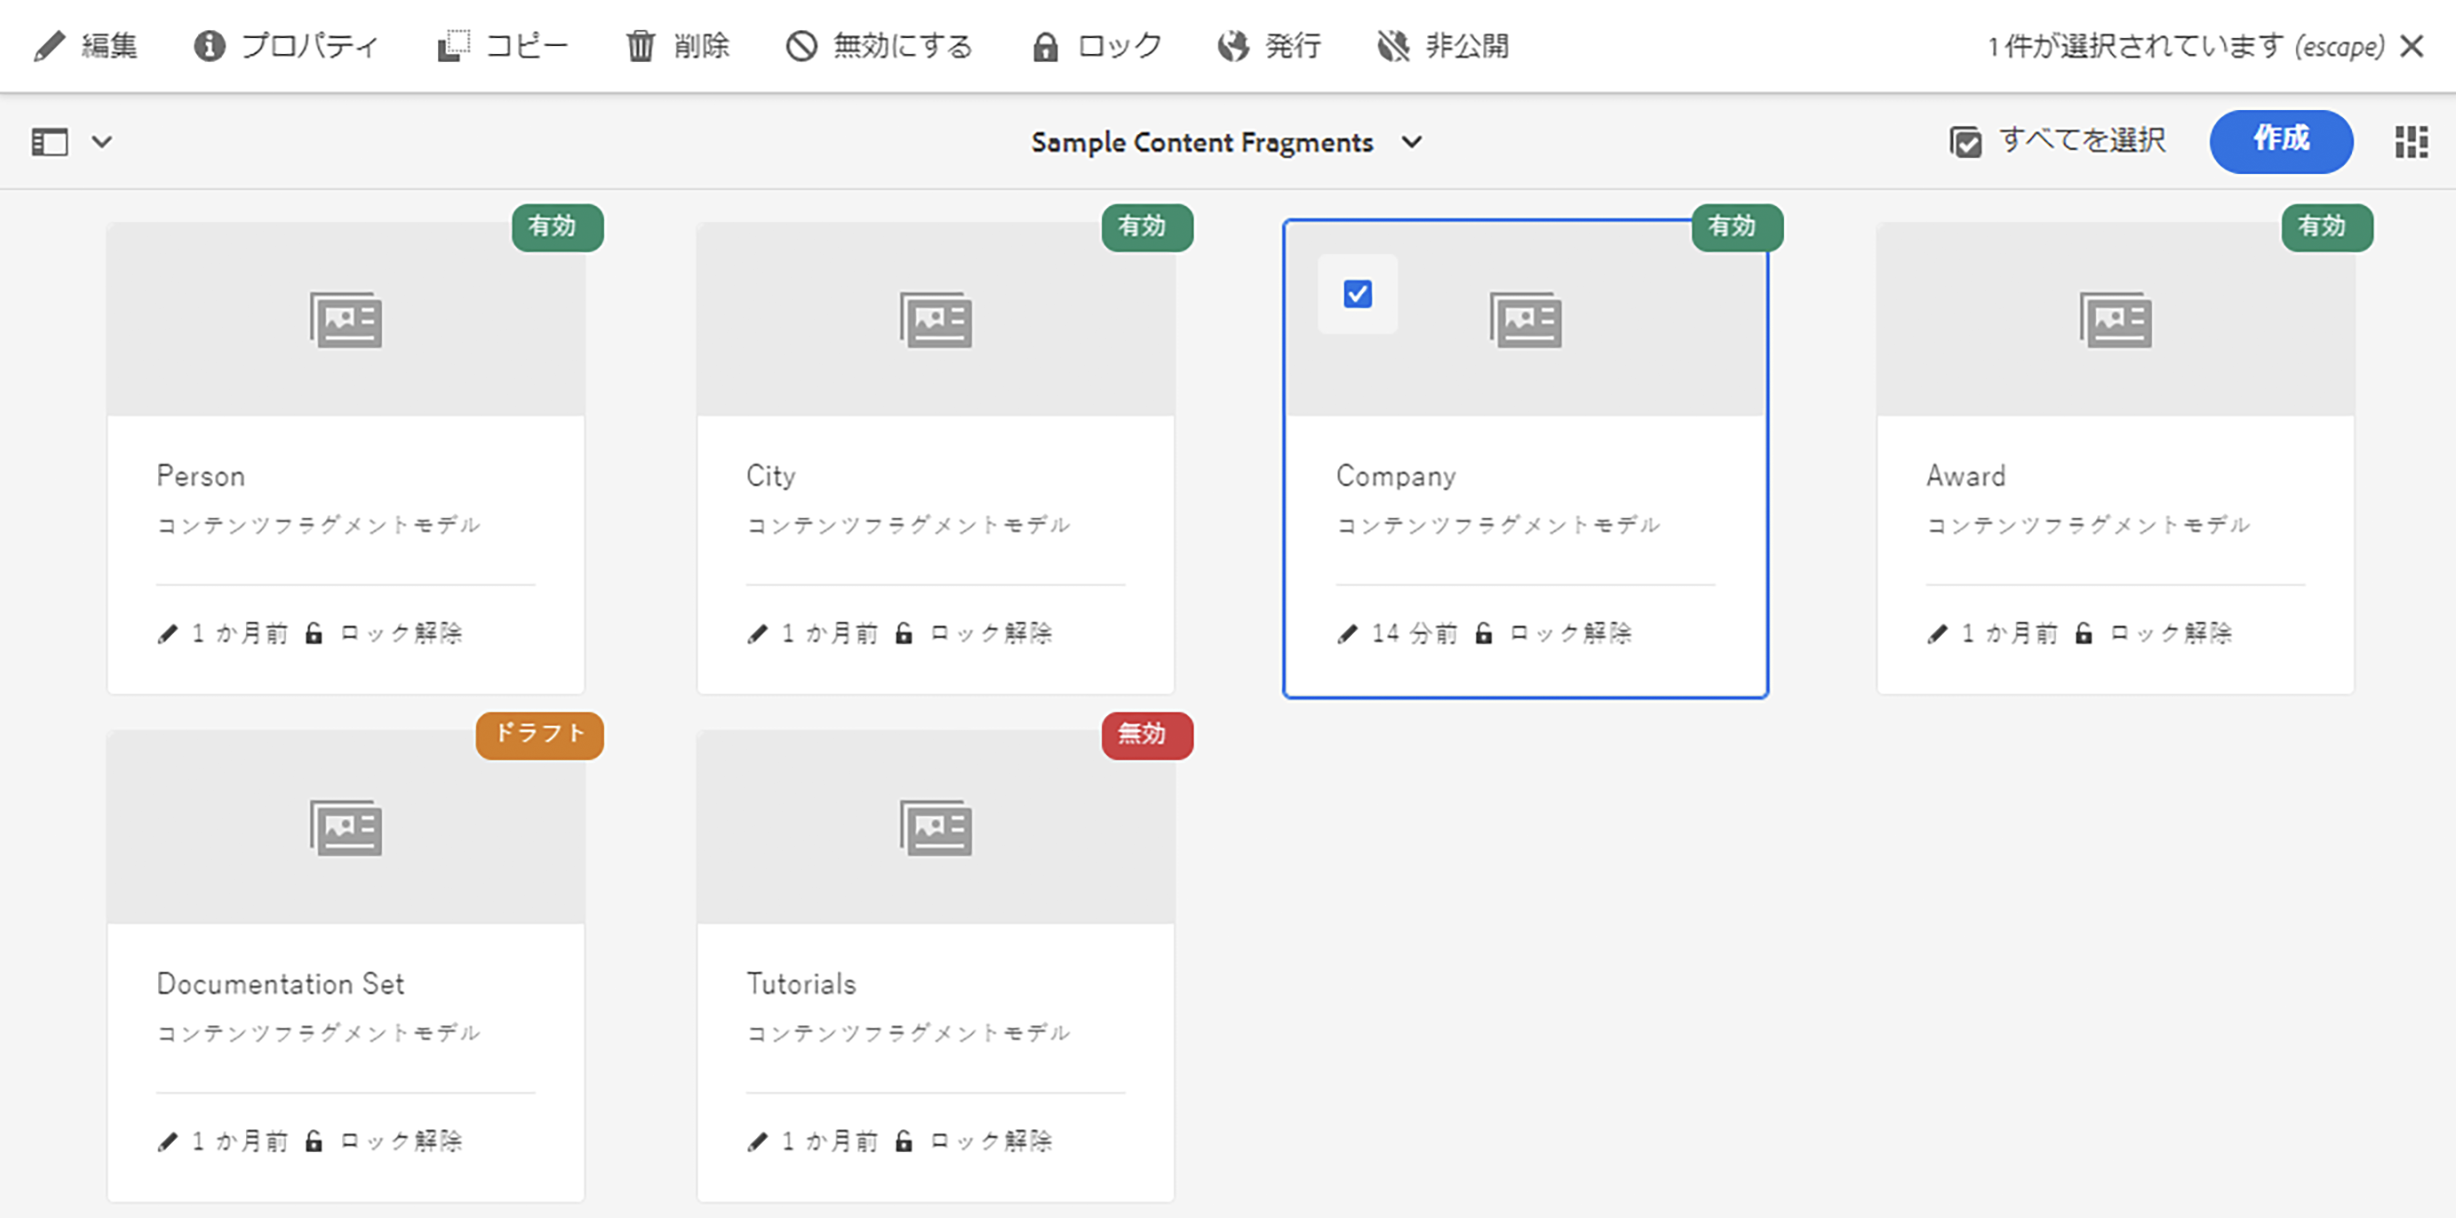 編集 プロパティ コピー 削除 無効にする ロック 発行 非公開 1 件が選択されています (escape)
Sample Content Fragments すべてを選択 作成
有効 有効 有効 有効
Person City Company Award
コンテンツフラグメントモデル コンテンツフラグメントモデル コンテンツフラグメントモデル コンテンツフラグメントモデル
1 か月前 ロック解除 1 か月前 ロック解除 14 分前 ロック解除 1 か月前 ロック解除
ドラフト 無効
Documentation Set Tutorials
コンテンツフラグメントモデル コンテンツフラグメントモデル
1 か月前 ロック解除 1 か月前 ロック解除